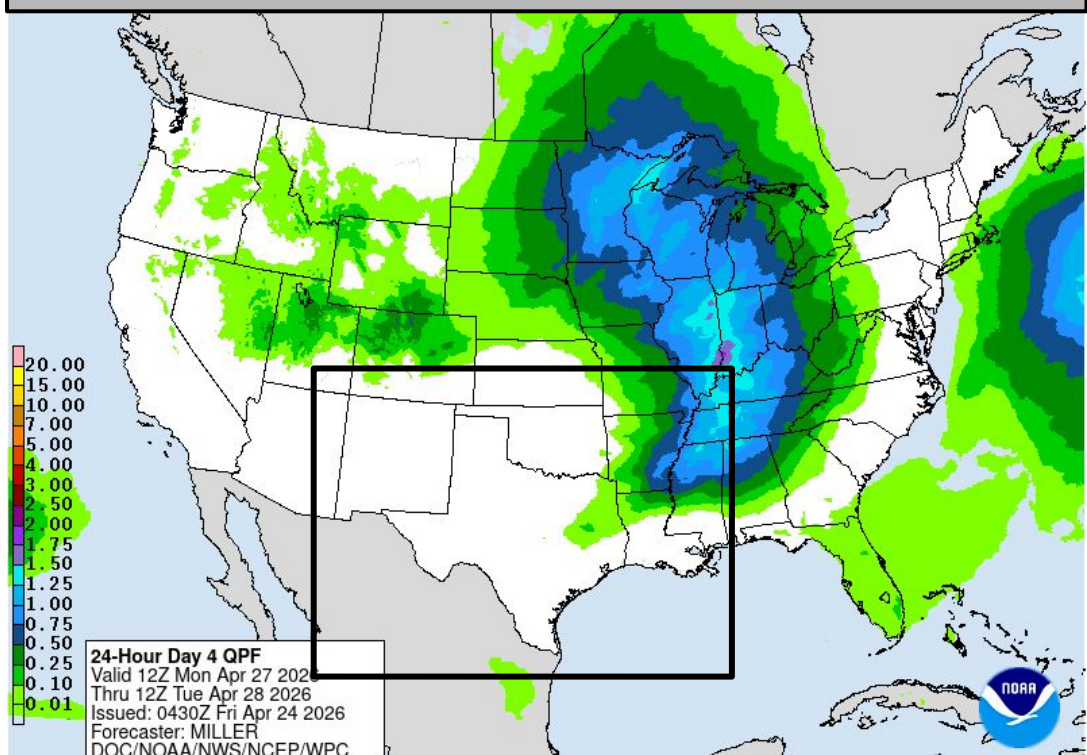 20.00
15.00
10.00
7.00
5.00
4.00
3.00
2.50
2.00
1.75
1.50
1.25
1.00
0.75
0.50
0.25
0.10
0.01
24-Hour Day 4 QPF
Valid 12Z Mon Apr 27 2026
Thru 12Z Tue Apr 28 2026
Issued: 0430Z Fri Apr 24 2026
Forecaster: MILLER
DOC/NOAA/NWS/NCEP/WPC
NOAA